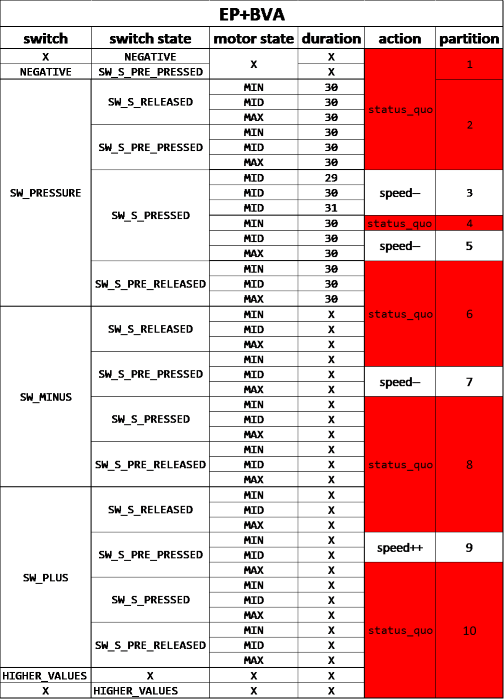 EP+BVA
switch switch state motor state duration action partition
X NEGATIVE X X 1
NEGATIVE SW_S_PRE_PRESSED X
MIN 30
SW_S_RELEASED MID 30 status_quo
MAX 30 2
MIN 30
SW_S_PRE_PRESSED MID 30
MAX 30
MID 29
SW_PRESSURE MID 30 speed— 3
MID 31
SW_S_PRESSED MIN 30 status_quo 4
MID 30 speed— 5
MAX 30
MIN 30
SW_S_PRE_RELEASED MID 30
MAX 30
MIN X status_quo 6
SW_S_RELEASED MID X
MAX X
MIN X
SW_S_PRE_PRESSED MID X speed— 7
MAX X
SW_MINUS MIN X
SW_S_PRESSED MID X
MAX X
MIN X
SW_S_PRE_RELEASED MID X status_quo 8
MAX X
MIN X
SW_S_RELEASED MID X
MAX X
MIN X speed++ 9
SW_S_PRE_PRESSED MID X
MAX X
SW_PLUS MIN X
SW_S_PRESSED MID X
MAX X
MIN X status_quo 10
SW_S_PRE_RELEASED MID X
MAX X
HIGHER_VALUES X X X
X HIGHER_VALUES X X